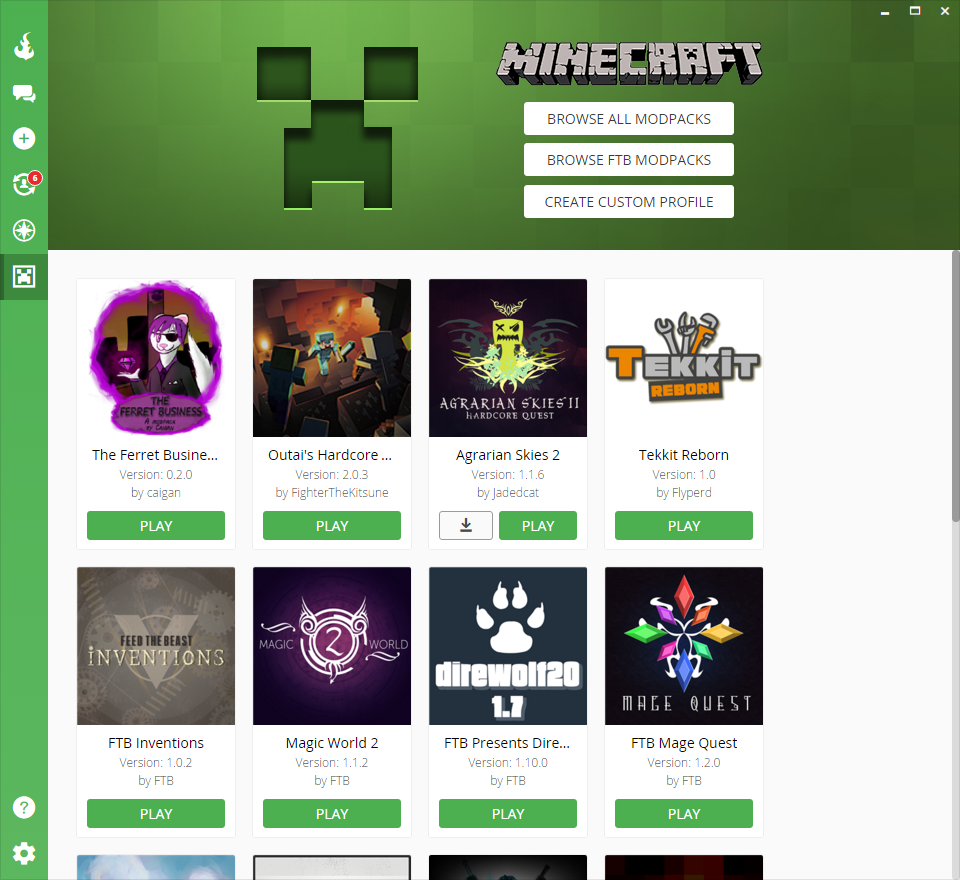 MINECRAFT
BROWSE ALL MODPACKS
BROWSE FTB MODPACKS
CREATE CUSTOM PROFILE
6
THE
FERRET BUSINESS
A MODPACK
BY CAIGAN
AGRARIAN SKIES II
HARDCORE QUEST
TEKKIT
REBORN
The Ferret Busine...
Version: 0.2.0
by caigan
PLAY
Outai's Hardcore ...
Version: 2.0.3
by FighterTheKitsune
PLAY
Agrarian Skies 2
Version: 1.1.6
by Jadedcat
PLAY
Tekkit Reborn
Version: 1.0
by Flyperd
PLAY
V
FEED THE BEAST
INVENTIONS
MAGIC 2 WORLD
direwolf20
1.7
MAGE QUEST
FTB Inventions
Version: 1.0.2
by FTB
PLAY
Magic World 2
Version: 1.1.2
by FTB
PLAY
FTB Presents Dire...
Version: 1.10.0
by FTB
PLAY
FTB Mage Quest
Version: 1.2.0
by FTB
PLAY
?